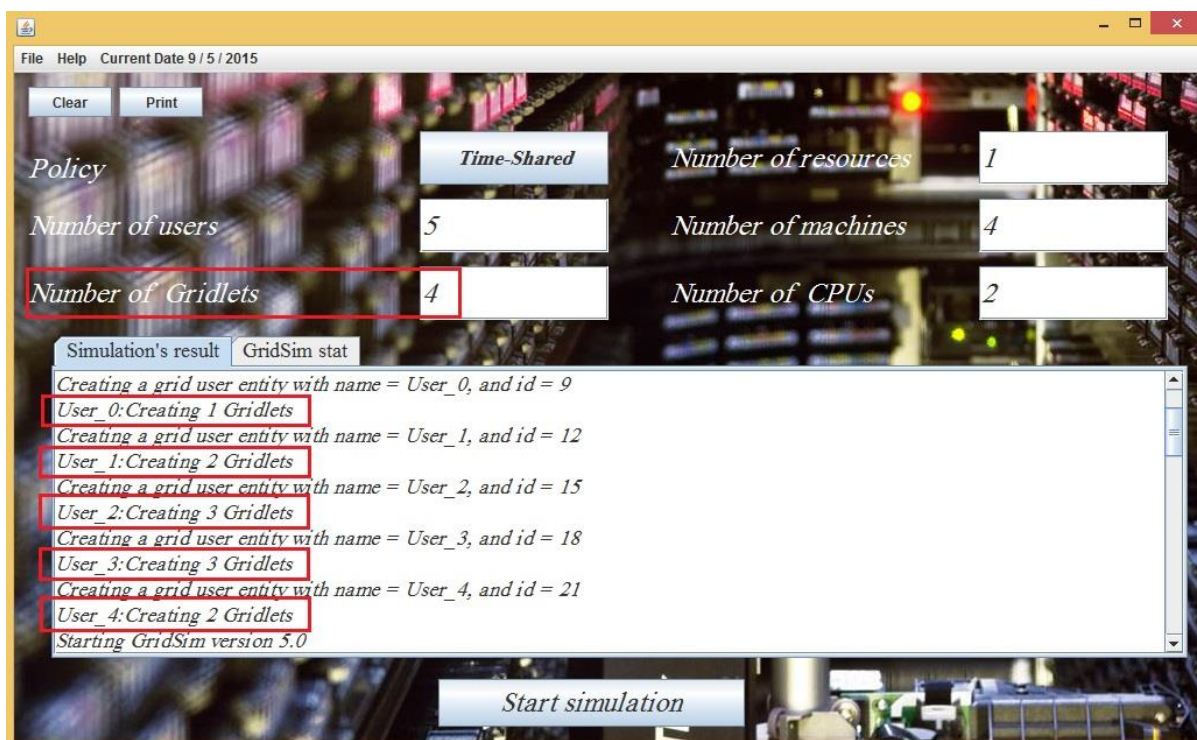 File Help Current Date 9 / 5 / 2015
Clear Print
Policy Time-Shared Number of resources 1
Number of users 5 Number of machines 4
Number of Gridlets 4 Number of CPUs 2
Simulation's result GridSim stat
Creating a grid user entity with name = User_0, and id = 9
User_0:Creating 1 Gridlets
Creating a grid user entity with name = User_1, and id = 12
User_1:Creating 2 Gridlets
Creating a grid user entity with name = User_2, and id = 15
User_2:Creating 3 Gridlets
Creating a grid user entity with name = User_3, and id = 18
User_3:Creating 3 Gridlets
Creating a grid user entity with name = User_4, and id = 21
User_4:Creating 2 Gridlets
Starting GridSim version 5.0
Start simulation